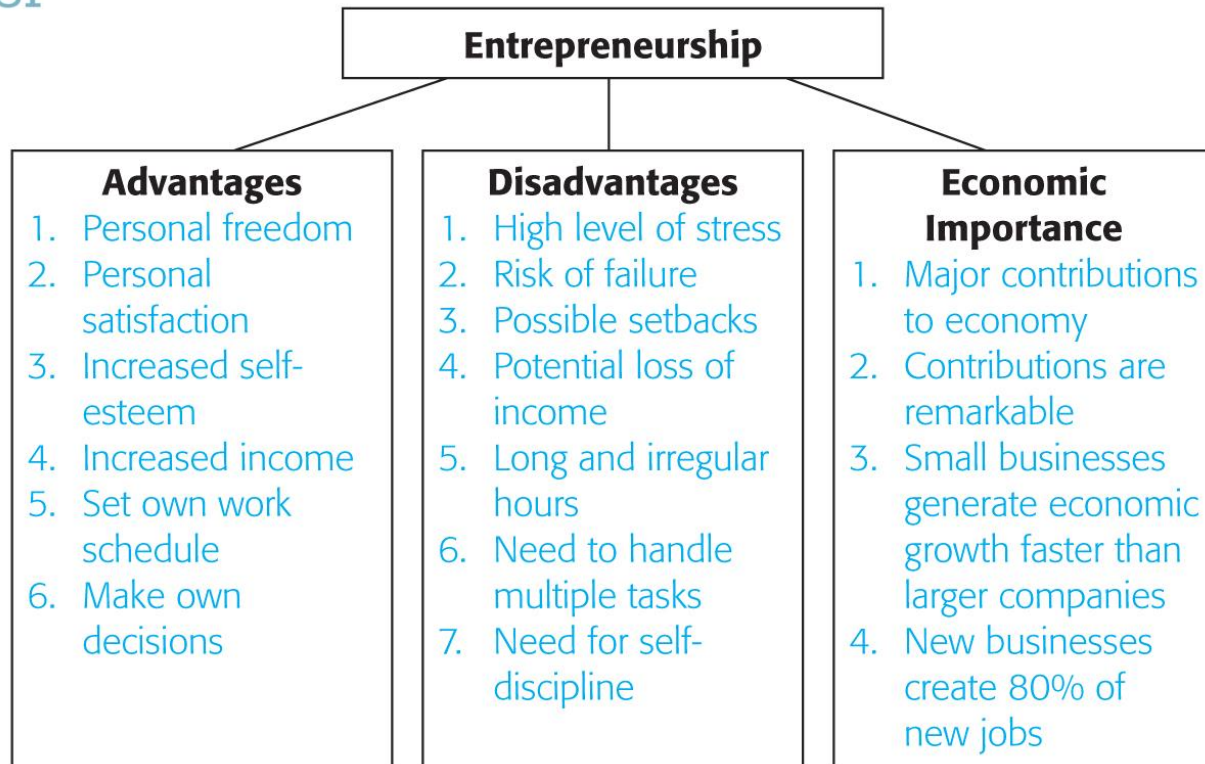 Entrepreneurship
Advantages
1. Personal freedom
2. Personal
satisfaction
3. Increased self-
esteem
4. Increased income
5. Set own work
schedule
6. Make own
decisions
Disadvantages
1. High level of stress
2. Risk of failure
3. Possible setbacks
4. Potential loss of
income
5. Long and irregular
hours
6. Need to handle
multiple tasks
7. Need for self-
discipline
Economic
Importance
1. Major contributions
to economy
2. Contributions are
remarkable
3. Small businesses
generate economic
growth faster than
larger companies
4. New businesses
create 80% of
new jobs